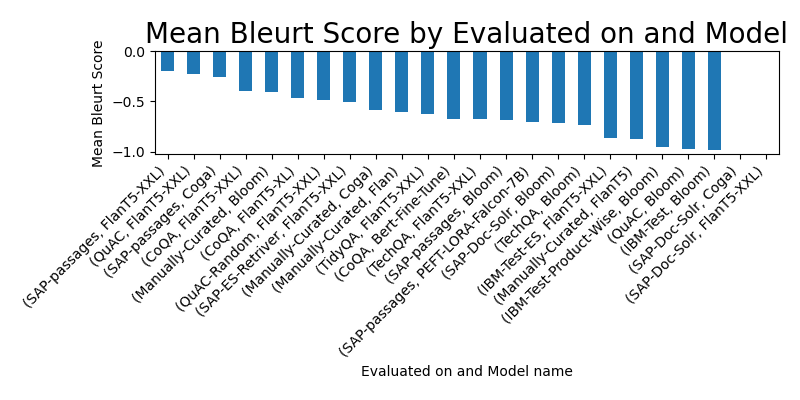 Mean Bleurt Score by Evaluated on and Model
Mean Bleurt Score
0.0
−0.5
−1.0
(SAP-passages, FlanT5-XXL)
(QuAC, FlanT5-XXL)
(SAP-passages, Coga)
(CoQA, FlanT5-XXL)
(Manually-Curated, Bloom)
(CoQA, FlanT5-XL)
(QuAC-Random, FlanT5-XXL)
(SAP-ES-Retriver, FlanT5-XXL)
(Manually-Curated, Coga)
(Manually-Curated, Flan)
(TidyQA, FlanT5-XXL)
(CoQA, Bert-Fine-Tune)
(TechQA, FlanT5-XXL)
(SAP-passages, Bloom)
(SAP-passages, PEFT-LORA-Falcon-7B)
(SAP-Doc-Solr, Bloom)
(TechQA, Bloom)
(IBM-Test-ES, FlanT5-XXL)
(Manually-Curated, FlanT5)
(IBM-Test-Product-Wise, Bloom)
(QuAC, Bloom)
(IBM-Test, Bloom)
(SAP-Doc-Solr, Coga)
(SAP-Doc-Solr, FlanT5-XXL)
Evaluated on and Model name